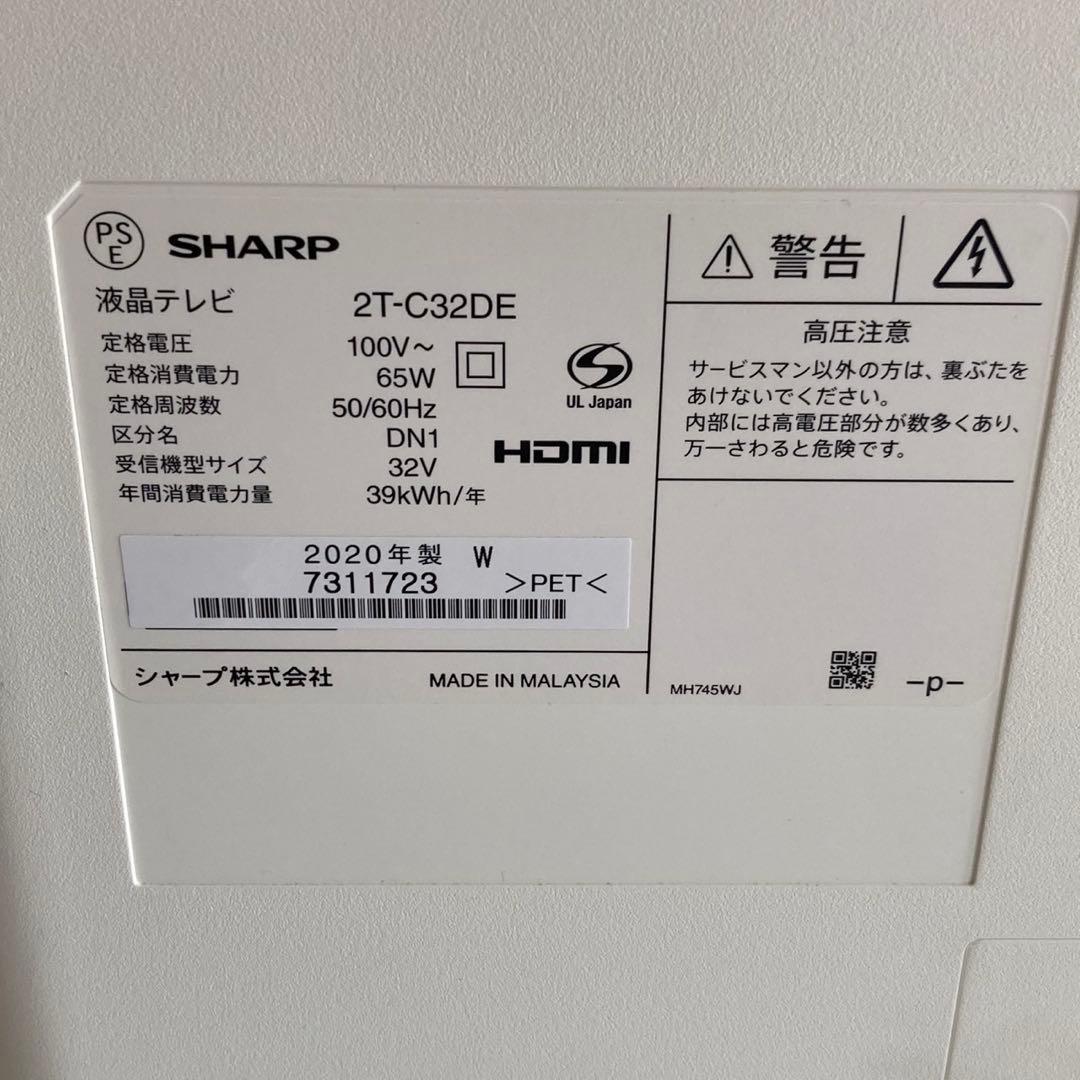 PSE SHARP
液晶テレビ 2T-C32DE
定格電圧 100V~
定格消費電力 65W
定格周波数 50/60Hz
区分名 DN1
受信機型サイズ 32V
年間消費電力量 39kWh/年
S
UL Japan
HDMI
2020年製 W
7311723 >PET<
シャープ株式会社 MADE IN MALAYSIA
警告
高圧注意
サービスマン以外の方は、裏ぶたを
あけないでください。
内部には高電圧部分が数多くあり、
万一さわると危険です。
MH745WJ -p-